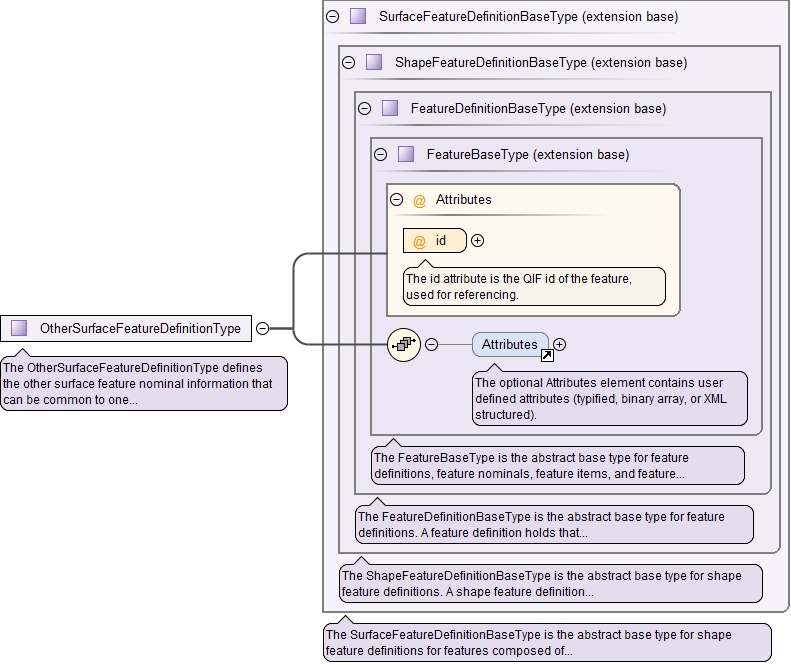 SurfaceFeatureDefinitionBaseType (extension base)
ShapeFeatureDefinitionBaseType (extension base)
FeatureDefinitionBaseType (extension base)
FeatureBaseType (extension base)
@ Attributes
@ id
The id attribute is the QIF id of the feature,
used for referencing.
OtherSurfaceFeatureDefinitionType
The OtherSurfaceFeatureDefinitionType defines
the other surface feature nominal information that
can be common to one...
Attributes
The optional Attributes element contains user
defined attributes (typified, binary array, or XML
structured).
The FeatureBaseType is the abstract base type for feature
definitions, feature nominals, feature items, and feature...
The FeatureDefinitionBaseType is the abstract base type for feature
definitions. A feature definition holds that...
The ShapeFeatureDefinitionBaseType is the abstract base type for shape
feature definitions. A shape feature definition...
The SurfaceFeatureDefinitionBaseType is the abstract base type for shape
feature definitions for features composed of...